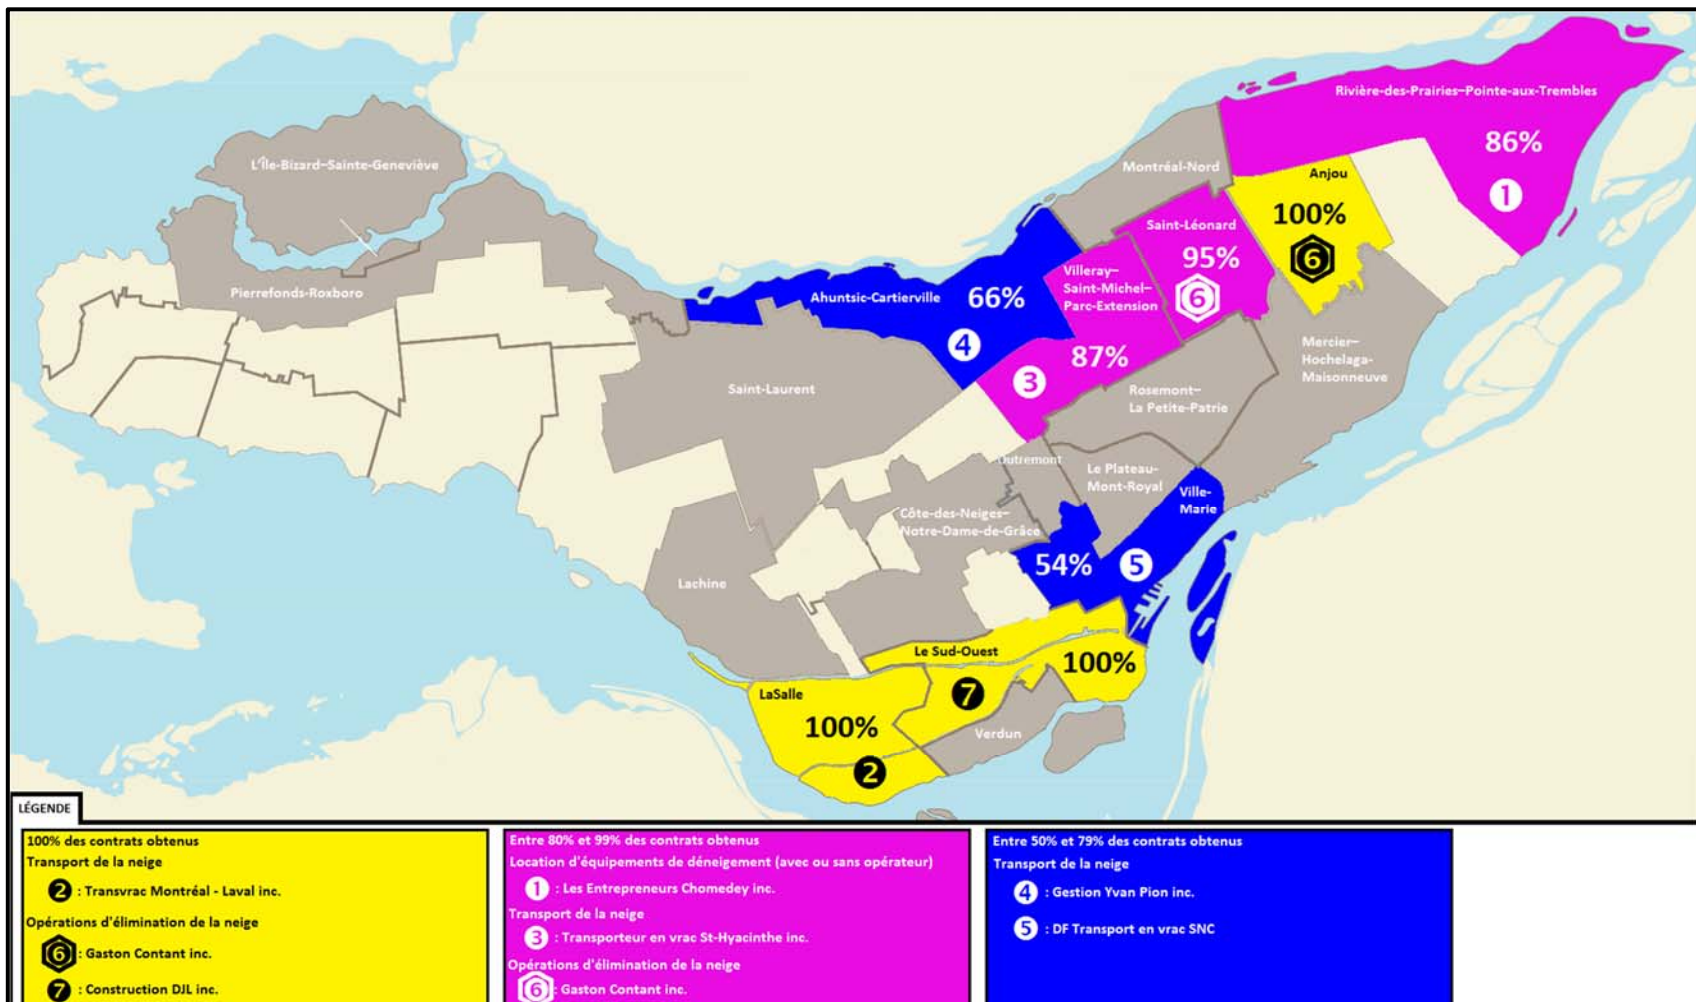 Rivière-des-Prairies–Pointe-aux-Trembles
86%
1
L'Île-Bizard–Sainte-Geneviève
Montréal-Nord
Anjou
100%
6
Saint-Léonard
95%
6
Pierrefonds-Roxboro
Ahuntsic-Cartierville
66%
4
Villeray–
Saint-Michel–
Parc-Extension
87%
3
Mercier–
Hochelaga-
Maisonneuve
Saint-Laurent
Rosemont–
La Petite-Patrie
Outremont
Le Plateau-
Mont-Royal
Ville-
Marie
Côte-des-Neiges–
Notre-Dame-de-Grâce
54%
5
Lachine
Le Sud-Ouest
100%
7
LaSalle
100%
2
Verdun
LÉGENDE
100% des contrats obtenus
Transport de la neige
2 : Transvrac Montréal - Laval inc.
Opérations d'élimination de la neige
6 : Gaston Contant inc.
7 : Construction DJL inc.
Entre 80% et 99% des contrats obtenus
Location d'équipements de déneigement (avec ou sans opérateur)
1 : Les Entrepreneurs Chomedey inc.
Transport de la neige
3 : Transporteur en vrac St-Hyacinthe inc.
Opérations d'élimination de la neige
6 : Gaston Contant inc.
Entre 50% et 79% des contrats obtenus
Transport de la neige
4 : Gestion Yvan Pion inc.
5 : DF Transport en vrac SNC